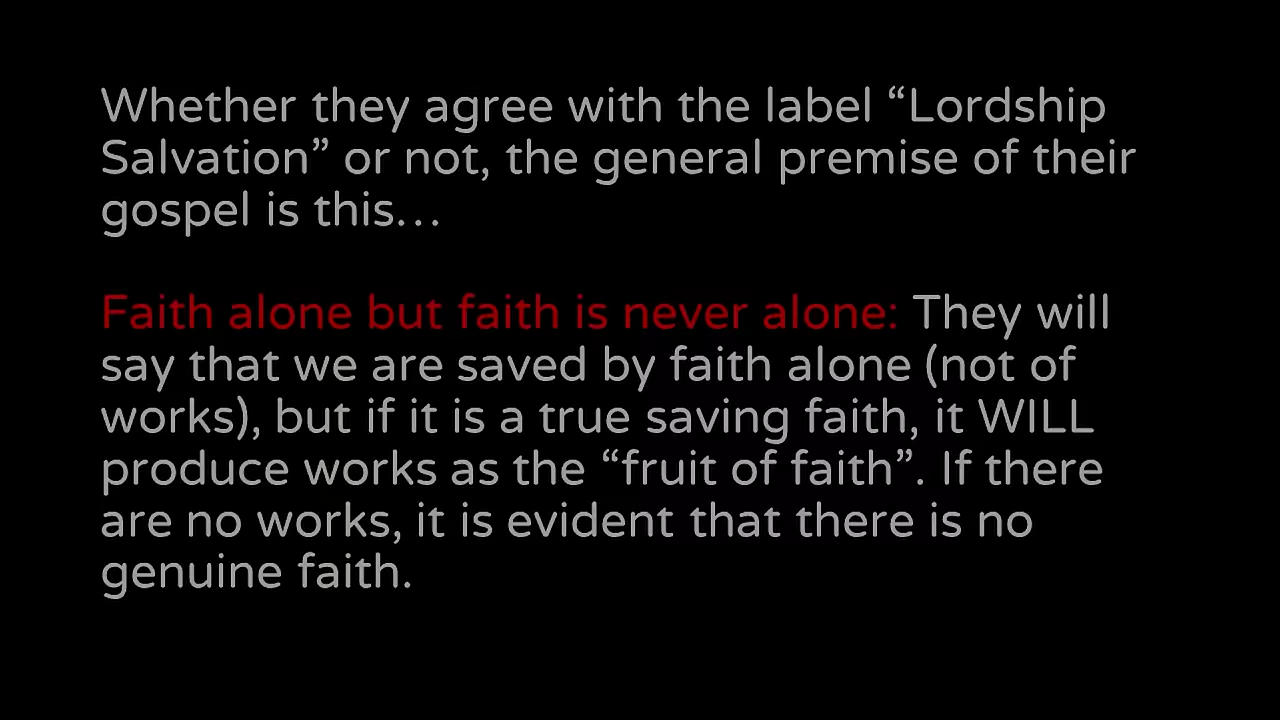 Whether they agree with the label “Lordship
Salvation” or not, the general premise of their
gospel is this…
Faith alone but faith is never alone: They will
say that we are saved by faith alone (not of
works), but if it is a true saving faith, it WILL
produce works as the “fruit of faith”. If there
are no works, it is evident that there is no
genuine faith.